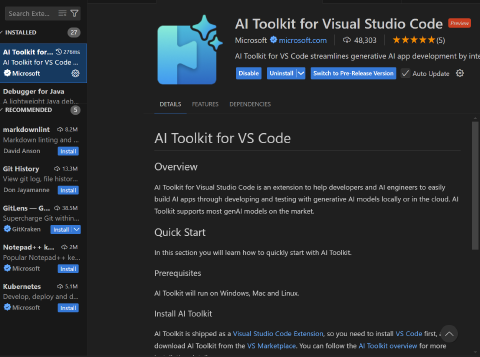 Search Exte...
INSTALLED 27
AI Toolkit for... 276ms
AI Toolkit for VS Code ...
Microsoft
Debugger for Java
A lightweight Java deb...
RECOMMENDED 5
markdownlint 8.2M
Markdown linting and ...
David Anson Install
Git History 13.3M
View git log, file histor...
Don Jayamanne Install
GitLens — G... 38.5M
Supercharge Git within...
GitKraken Install
Notepad++ k... 2M
Popular Notepad++ ke...
Microsoft Install
Kubernetes 5.1M
Develop, deploy and d...
Microsoft Install
AI Toolkit for Visual Studio Code Preview
Microsoft microsoft.com 48,303 (5)
AI Toolkit for VS Code streamlines generative AI app development by inte
Disable Uninstall Switch to Pre-Release Version Auto Update
DETAILS FEATURES DEPENDENCIES
AI Toolkit for VS Code
Overview
AI Toolkit for Visual Studio Code is an extension to help developers and AI engineers to easily
build AI apps through developing and testing with generative AI models locally or in the cloud. AI
Toolkit supports most genAI models on the market.
Quick Start
In this section you will learn how to quickly start with AI Toolkit.
Prerequisites
AI Toolkit will run on Windows, Mac and Linux.
Install AI Toolkit
AI Toolkit is shipped as a Visual Studio Code Extension, so you need to install VS Code first, a
download AI Toolkit from the VS Marketplace. You can follow the AI Toolkit overview for more